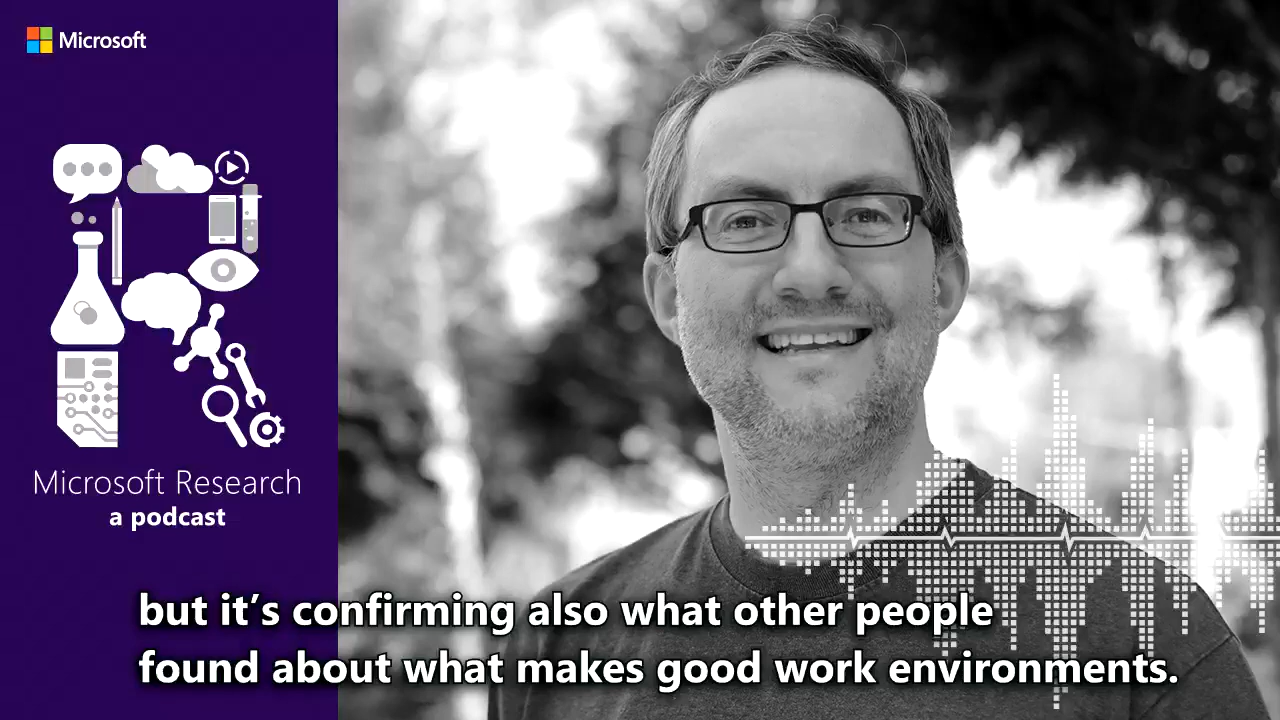 Microsoft
Microsoft Research
a podcast
but it’s confirming also what other people
found about what makes good work environments.